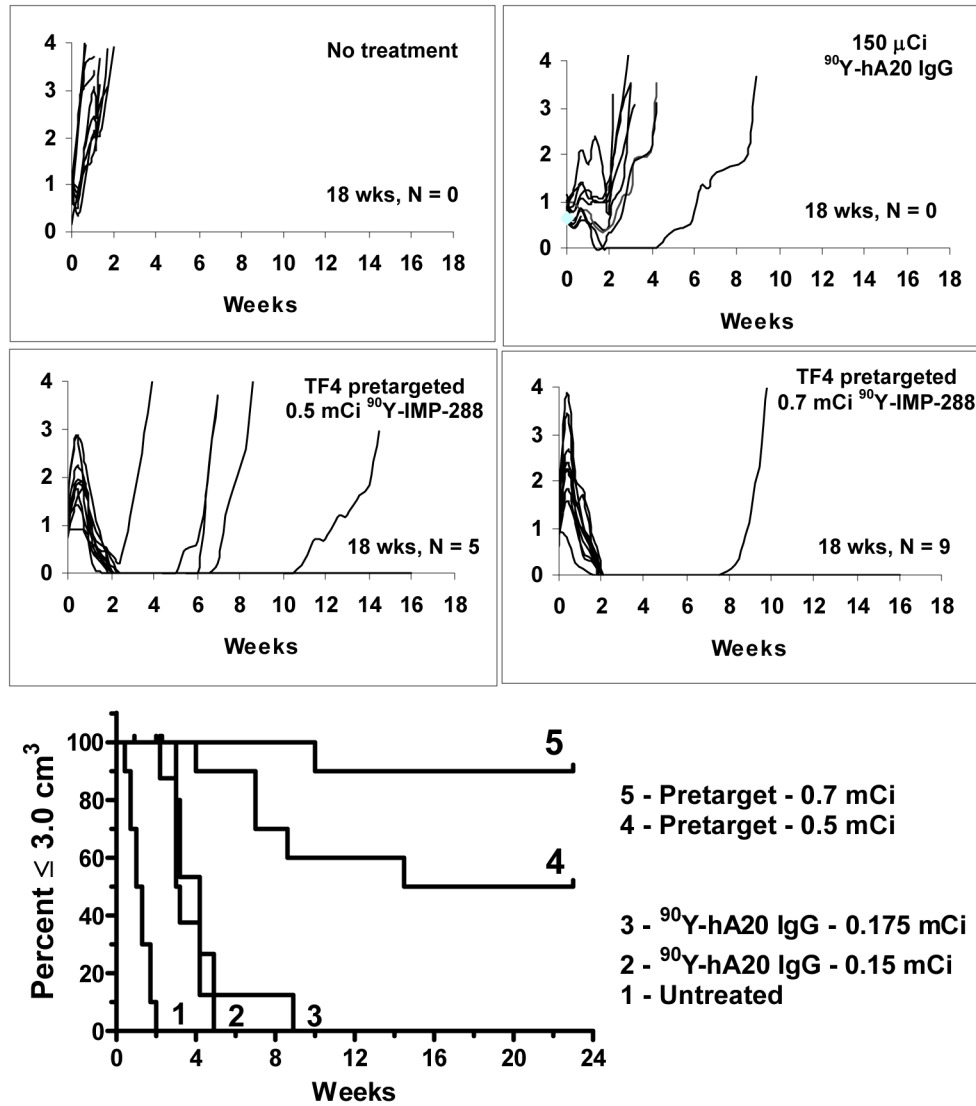 No treatment
4
3
2
1
0
18 wks, N = 0
0 2 4 6 8 10 12 14 16 18
Weeks
150 μCi
⁹⁰Y-hA20 IgG
4
3
2
1
0
18 wks, N = 0
0 2 4 6 8 10 12 14 16 18
Weeks
TF4 pretargeted
0.5 mCi ⁹⁰Y-IMP-288
4
3
2
1
0
18 wks, N = 5
0 2 4 6 8 10 12 14 16 18
Weeks
TF4 pretargeted
0.7 mCi ⁹⁰Y-IMP-288
4
3
2
1
0
18 wks, N = 9
0 2 4 6 8 10 12 14 16 18
Weeks
Percent ≤ 3.0 cm³
100
80
60
40
20
0
5
4
1 2 3
0 4 8 12 16 20 24
Weeks
5 - Pretarget - 0.7 mCi
4 - Pretarget - 0.5 mCi
3 - ⁹⁰Y-hA20 IgG - 0.175 mCi
2 - ⁹⁰Y-hA20 IgG - 0.15 mCi
1 - Untreated